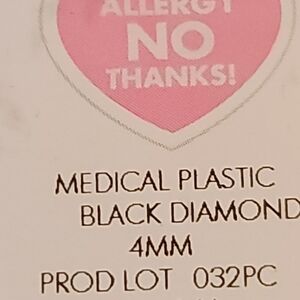 ALLERGY
NO
THANKS!
MEDICAL PLASTIC
BLACK DIAMOND
4MM
PROD LOT 032PC